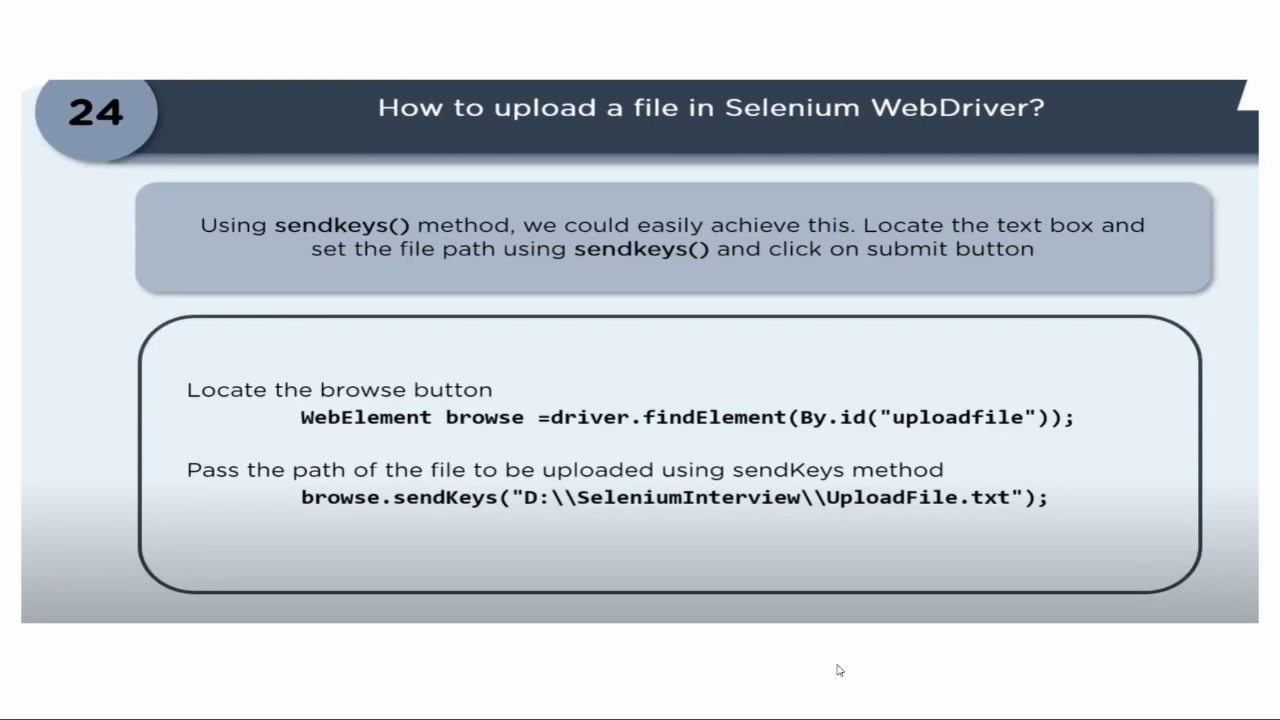 24
How to upload a file in Selenium WebDriver?
Using sendkeys() method, we could easily achieve this. Locate the text box and
set the file path using sendkeys() and click on submit button
Locate the browse button
WebElement browse =driver.findElement(By.id("uploadfile"));
Pass the path of the file to be uploaded using sendKeys method
browse.sendKeys("D:\\SeleniumInterview\\UploadFile.txt");